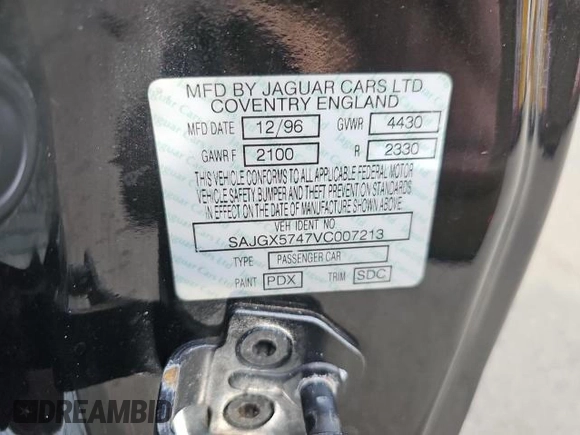 MFD BY JAGUAR CARS LTD
COVENTRY ENGLAND
MFD DATE 12/96 GVWR 4430
GAWR F 2100 R 2330
THIS VEHICLE CONFORMS TO ALL APPLICABLE FEDERAL MOTOR
VEHICLE SAFETY, BUMPER AND THEFT PREVENTION STANDARDS
IN EFFECT ON THE DATE OF MANUFACTURE SHOWN ABOVE.
VEH IDENT NO
SAJGX5747VC007213
TYPE PASSENGER CAR
PAINT PDX TRIM SDC
DREAMBID